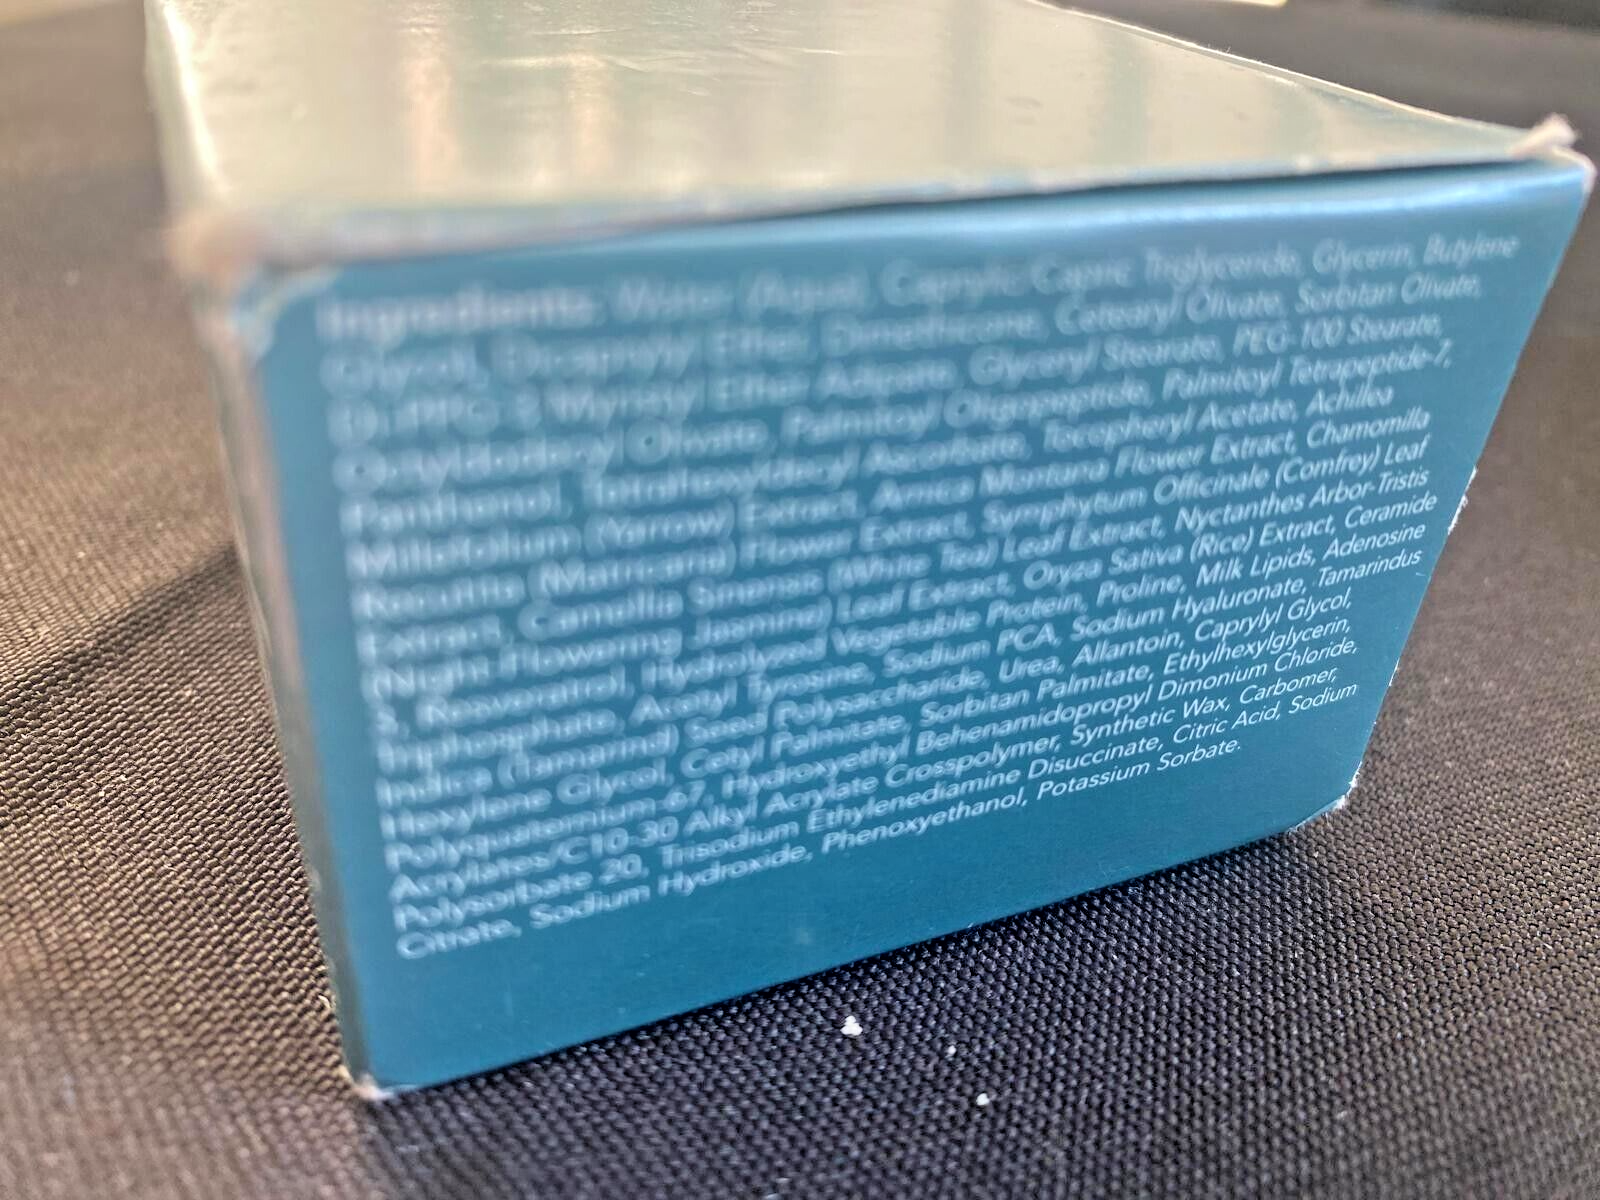 Ingredients: Water (Aqua), Caprylic/Capric Triglyceride, Glycerin, Butylene
Glycol, Dicaprylyl Ether, Dimethicone, Cetearyl Olivate, Sorbitan Olivate,
Di-PPG-3 Myristyl Ether Adipate, Glyceryl Stearate, PEG-100 Stearate,
Octyldodecyl Olivate, Palmitoyl Oligopeptide, Palmitoyl Tetrapeptide-7,
Panthenol, Tetrahexyldecyl Ascorbate, Tocopheryl Acetate, Achillea
Millefolium (Yarrow) Extract, Arnica Montana Flower Extract, Chamomilla
Recutita (Matricaria) Flower Extract, Symphytum Officinale (Comfrey) Leaf
Extract, Camellia Sinensis (White Tea) Leaf Extract, Nyctanthes Arbor-Tristis
(Night-Flowering Jasmine) Leaf Extract, Oryza Sativa (Rice) Extract, Ceramide
3, Resveratrol, Hydrolyzed Vegetable Protein, Proline, Milk Lipids, Adenosine
Triphosphate, Acetyl Tyrosine, Sodium PCA, Sodium Hyaluronate, Tamarindus
Indica (Tamarind) Seed Polysaccharide, Urea, Allantoin, Caprylyl Glycol,
Hexylene Glycol, Cetyl Palmitate, Sorbitan Palmitate, Ethylhexylglycerin,
Polyquaternium-67, Hydroxyethyl Behenamidopropyl Dimonium Chloride,
Acrylates/C10-30 Alkyl Acrylate Crosspolymer, Synthetic Wax, Carbomer,
Polysorbate 20, Trisodium Ethylenediamine Disuccinate, Citric Acid, Sodium
Citrate, Sodium Hydroxide, Phenoxyethanol, Potassium Sorbate.